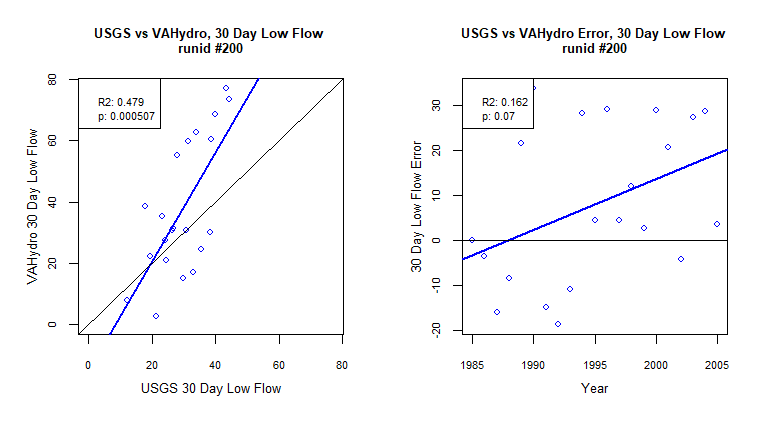 USGS vs VAHydro, 30 Day Low Flow
runid #200
R2: 0.479
p: 0.000507
VAHydro 30 Day Low Flow
80
60
40
20
0
0 20 40 60 80
USGS 30 Day Low Flow
USGS vs VAHydro Error, 30 Day Low Flow
runid #200
R2: 0.162
p: 0.07
30 Day Low Flow Error
30
20
10
0
-10
-20
1985 1990 1995 2000 2005
Year